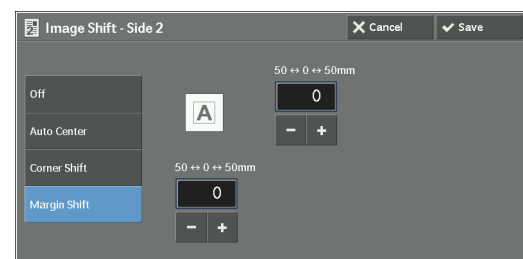 2 Image Shift - Side 2
Cancel
Save
50 ↔ 0 ↔ 50mm
0
− +
Off
Auto Center
Corner Shift
Margin Shift
A
50 ↔ 0 ↔ 50mm
0
− +